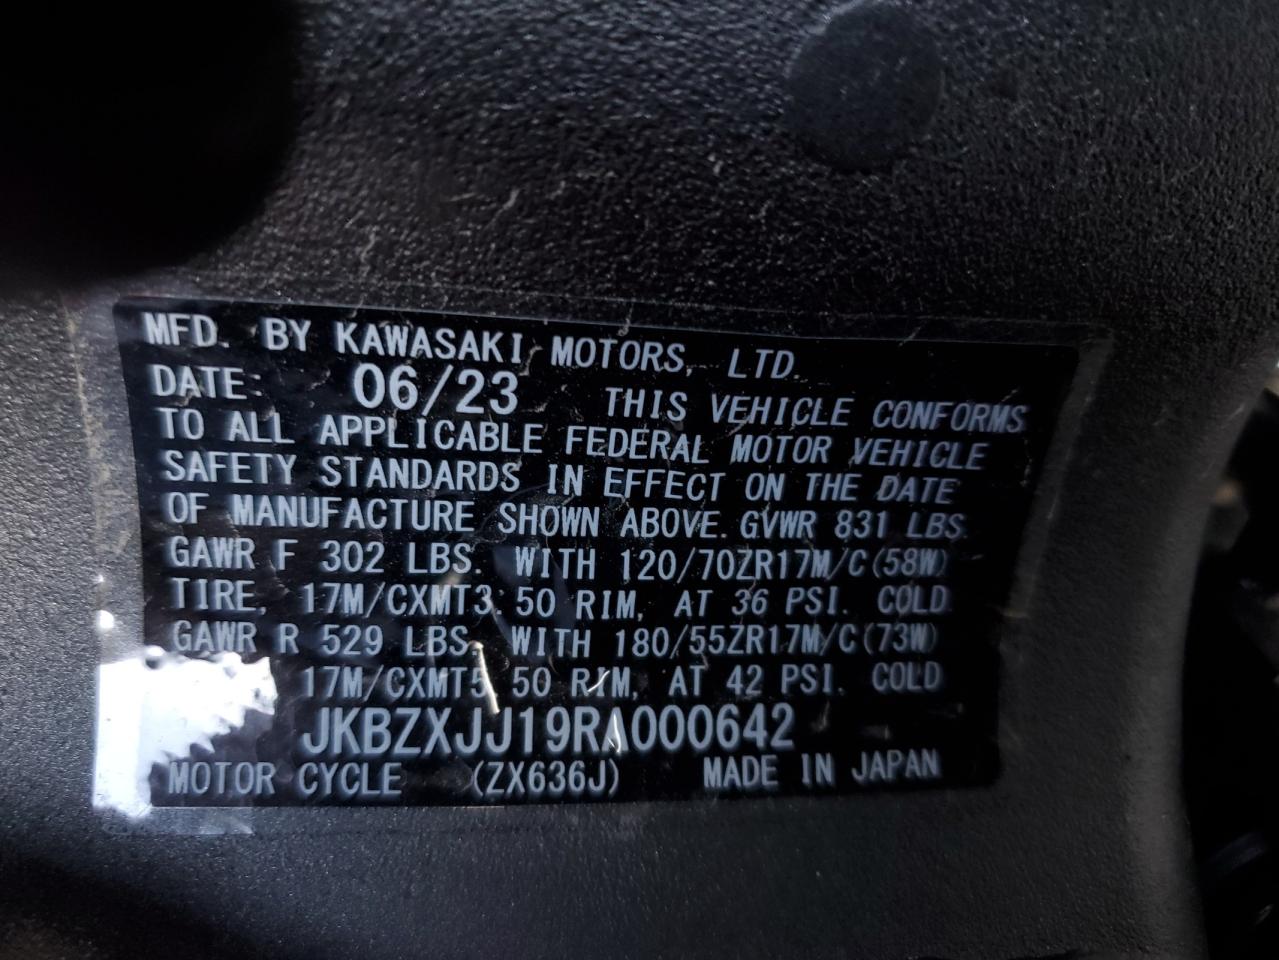 MFD. BY KAWASAKI MOTORS, LTD.
DATE: 06/23 THIS VEHICLE CONFORMS
TO ALL APPLICABLE FEDERAL MOTOR VEHICLE
SAFETY STANDARDS IN EFFECT ON THE DATE
OF MANUFACTURE SHOWN ABOVE. GVWR 831 LBS.
GAWR F 302 LBS. WITH 120/70ZR17M/C(58W)
TIRE, 17M/CXMT3.50 RIM, AT 36 PSI. COLD
GAWR R 529 LBS. WITH 180/55ZR17M/C(73W)
17M/CXMT5.50 RIM, AT 42 PSI. COLD
JKBZXJJ19RA000642
MOTOR CYCLE (ZX636J) MADE IN JAPAN